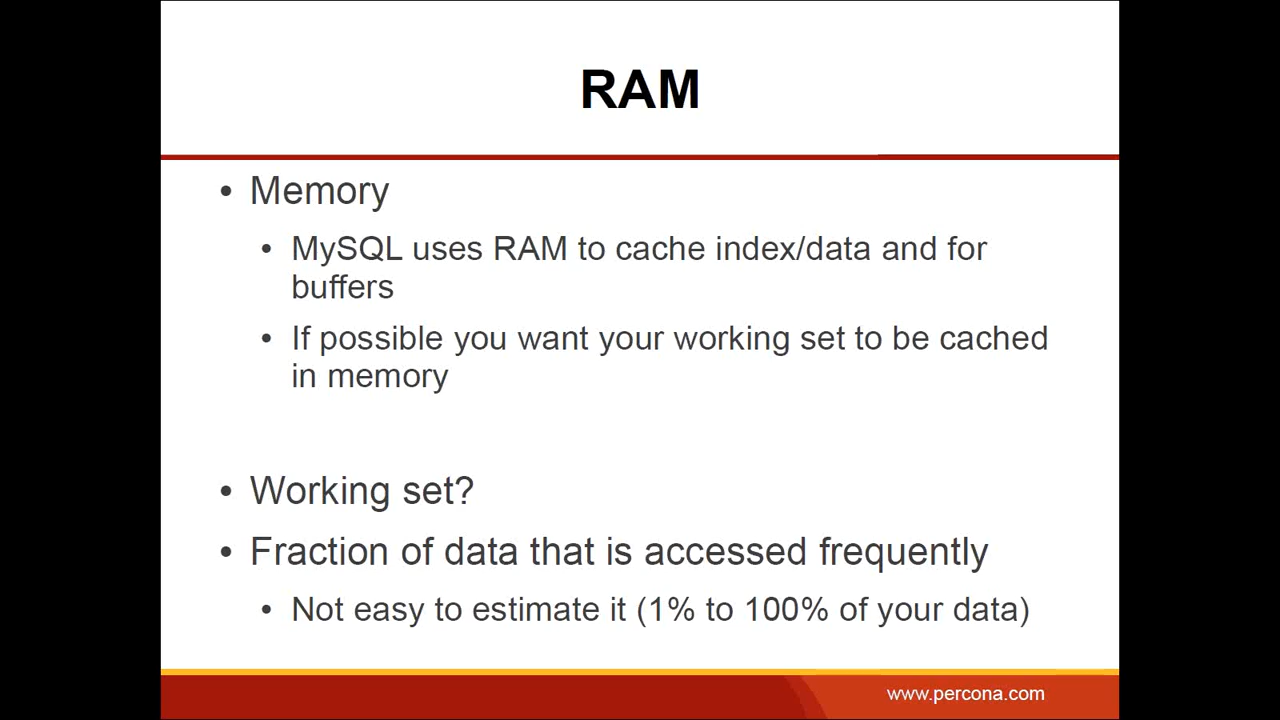 RAM
• Memory
• MySQL uses RAM to cache index/data and for
buffers
• If possible you want your working set to be cached
in memory
• Working set?
• Fraction of data that is accessed frequently
• Not easy to estimate it (1% to 100% of your data)
www.percona.com